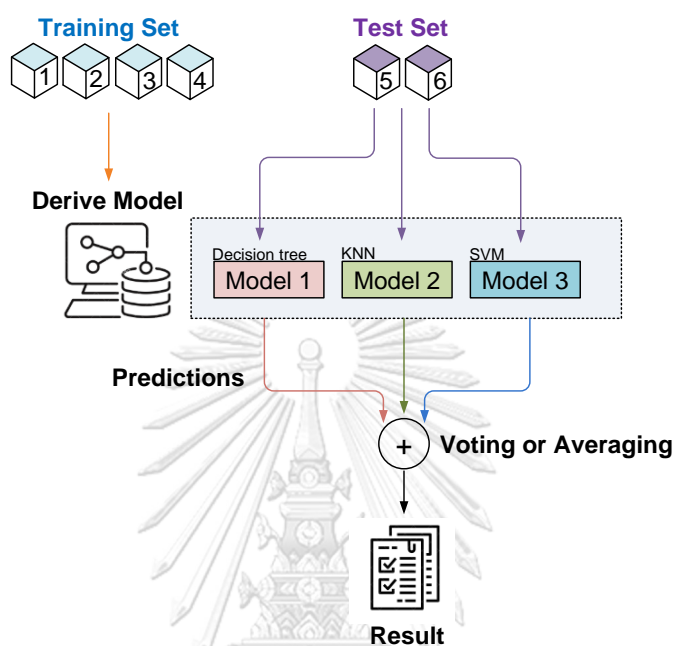 Training Set
Test Set
1 2 3 4
5 6
Derive Model
Decision tree KNN SVM
Model 1 Model 2 Model 3
Predictions
+ Voting or Averaging
Result